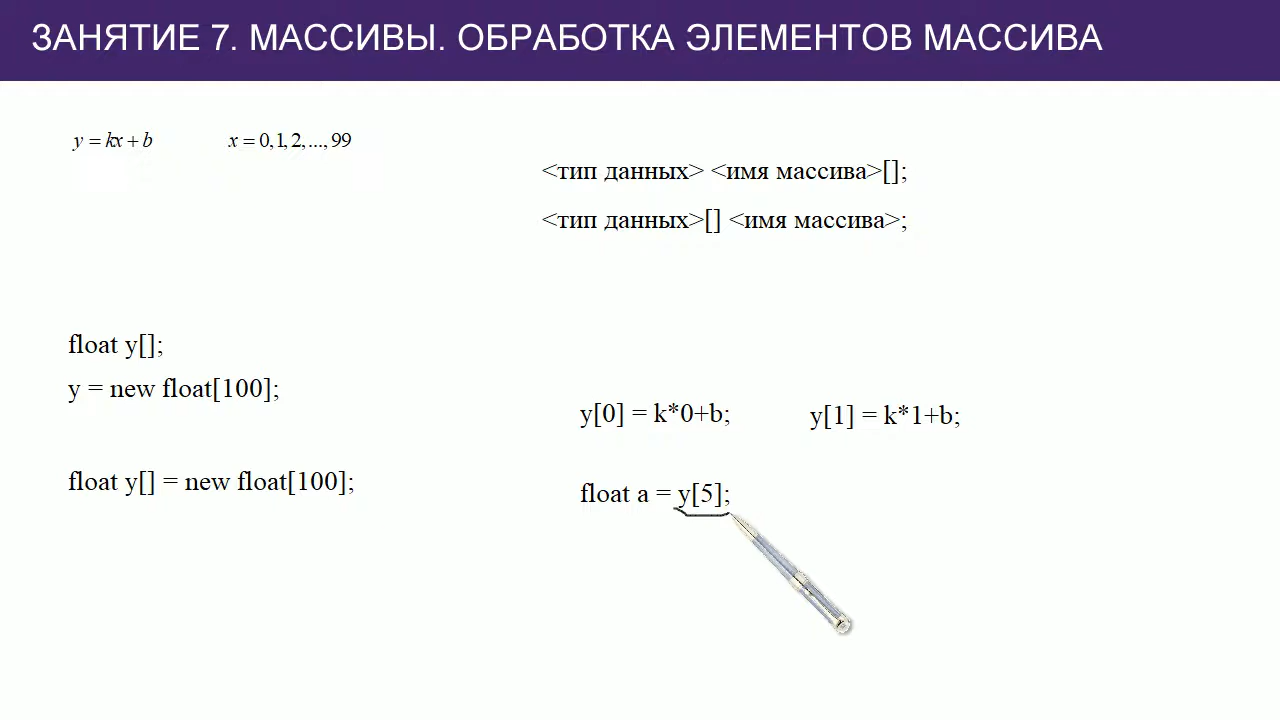 ЗАНЯТИЕ 7. МАССИВЫ. ОБРАБОТКА ЭЛЕМЕНТОВ МАССИВА
y = kx + b
x = 0,1,2,...,99
<тип данных> <имя массива>[];
<тип данных>[] <имя массива>;
float y[];
y = new float[100];
float y[] = new float[100];
y[0] = k*0+b;
y[1] = k*1+b;
float a = y[5];